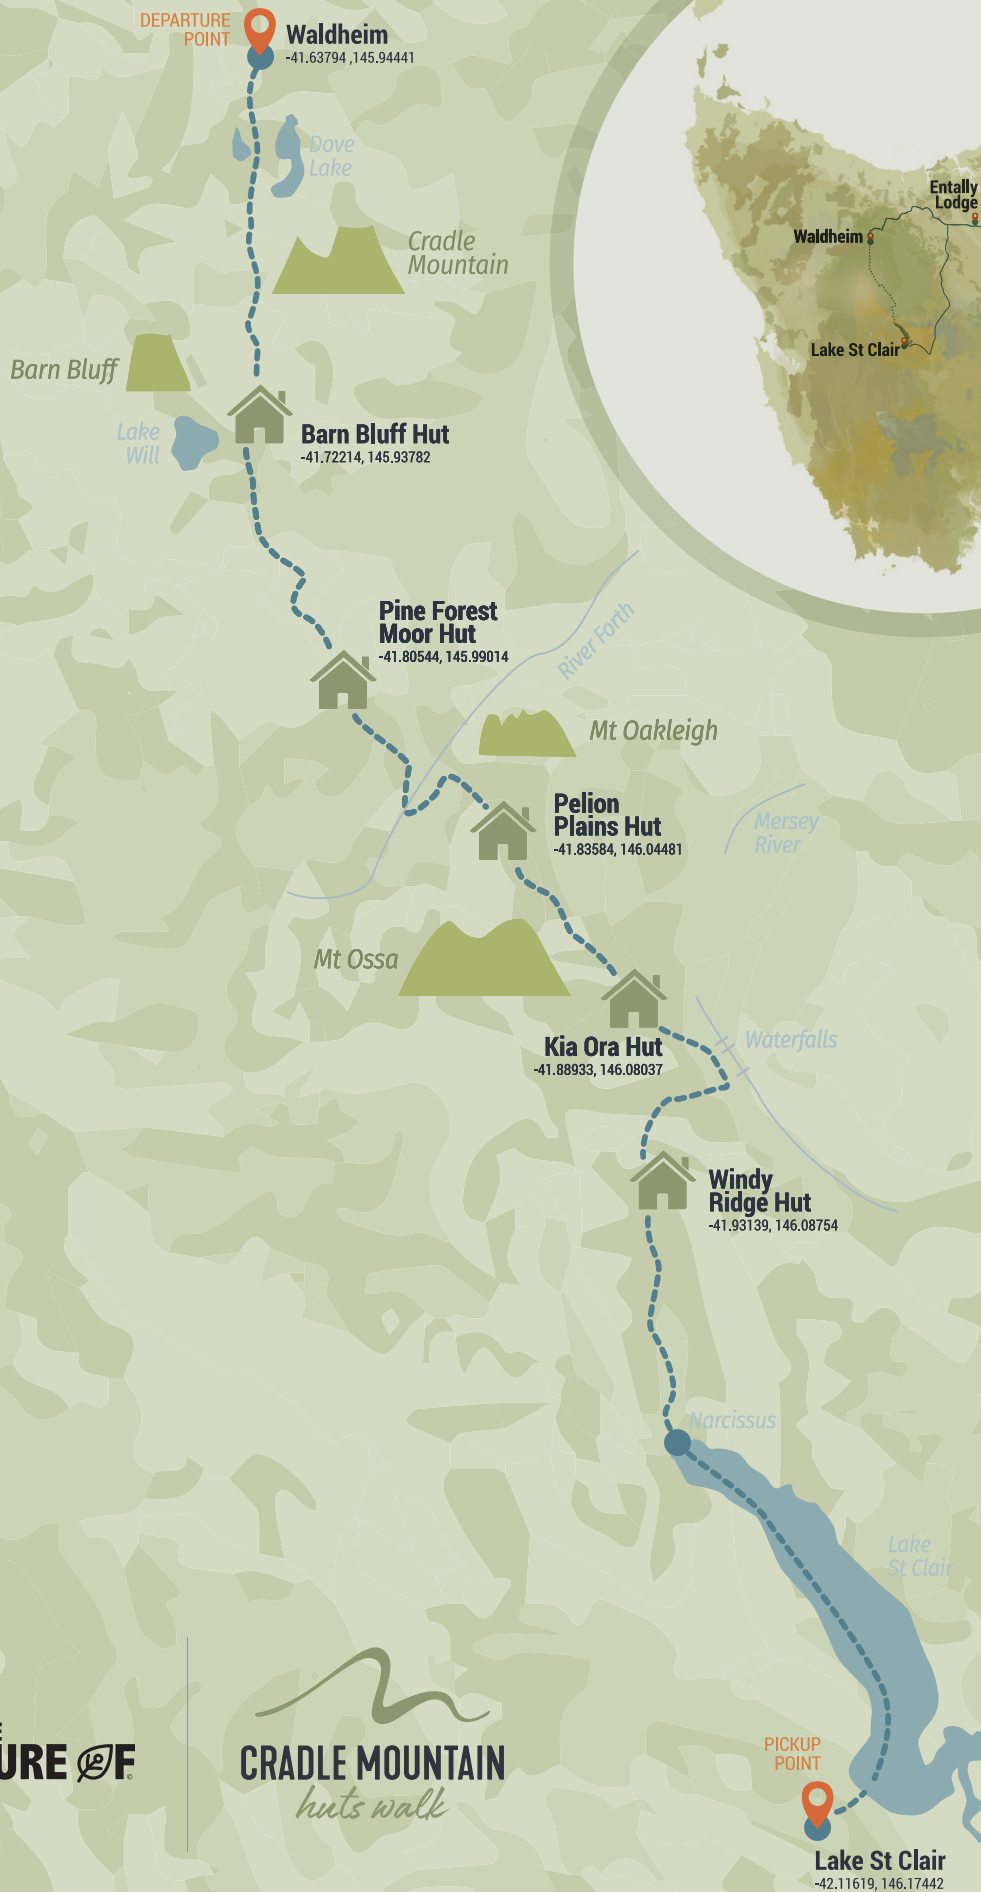 DEPARTURE
POINT
Waldheim
-41.63794 ,145.94441
Dove
Lake
Cradle
Mountain
Entally
Lodge
Waldheim
Lake St Clair
Barn Bluff
Lake
Will
Barn Bluff Hut
-41.72214, 145.93782
Pine Forest
Moor Hut
-41.80544, 145.99014
River Forth
Mt Oakleigh
Pelion
Plains Hut
-41.83584, 146.04481
Mersey
River
Mt Ossa
Kia Ora Hut
-41.88933, 146.08037
Waterfalls
Windy
Ridge Hut
-41.93139, 146.08754
Narcissus
Lake
St Clair
URE OF
CRADLE MOUNTAIN
huts walk
PICKUP
POINT
Lake St Clair
-42.11619, 146.17442